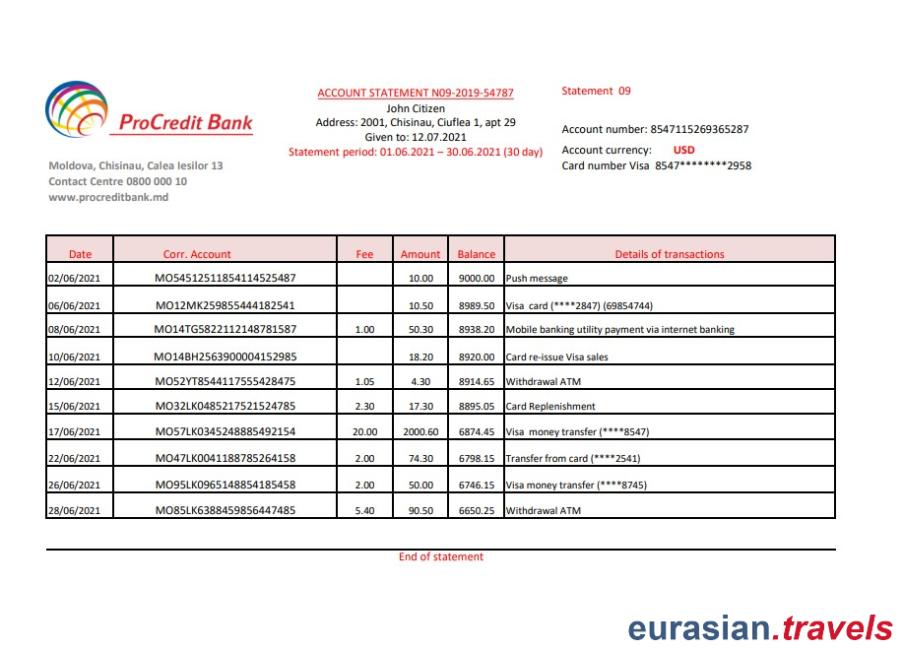 ProCredit Bank
Moldova, Chisinau, Calea Iesilor 13
Contact Centre 0800 000 10
www.procreditbank.md
ACCOUNT STATEMENT N09-2019-54787
John Citizen
Address: 2001, Chisinau, Ciuflea 1, apt 29
Given to: 12.07.2021
Statement period: 01.06.2021 – 30.06.2021 (30 day)
Statement 09
Account number: 8547115269365287
Account currency: USD
Card number Visa 8547********2958
Date Corr. Account Fee Amount Balance Details of transactions
02/06/2021 MO54512511854114525487 10.00 9000.00 Push message
06/06/2021 MO12MK259855444182541 10.50 8989.50 Visa card (****2847) (69854744)
08/06/2021 MO14TG5822112148781587 1.00 50.30 8938.20 Mobile banking utility payment via internet banking
10/06/2021 MO14BH2563900004152985 18.20 8920.00 Card re-issue Visa sales
12/06/2021 MO52YT8544117555428475 1.05 4.30 8914.65 Withdrawal ATM
15/06/2021 MO32LK0485217521524785 2.30 17.30 8895.05 Card Replenishment
17/06/2021 MO57LK0345248885492154 20.00 2000.60 6874.45 Visa money transfer (****8547)
22/06/2021 MO47LK0041188785264158 2.00 74.30 6798.15 Transfer from card (****2541)
26/06/2021 MO95LK0965148854185458 2.00 50.00 6746.15 Visa money transfer (****8745)
28/06/2021 MO85LK6388459856447485 5.40 90.50 6650.25 Withdrawal ATM
End of statement
eurasian.travels